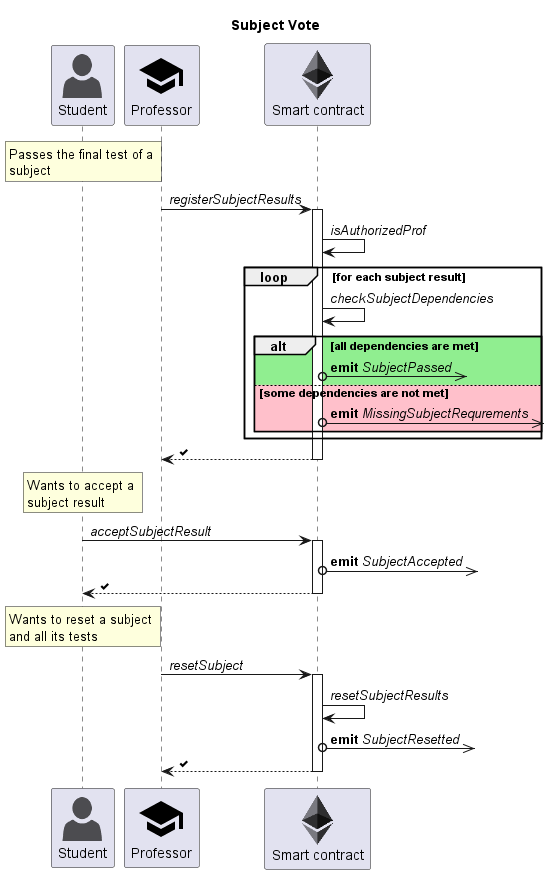 Subject Vote
Student
Professor
Smart contract
Passes the final test of a
subject
registerSubjectResults
isAuthorizedProf
loop
[for each subject result]
checkSubjectDependencies
alt
[all dependencies are met]
emit SubjectPassed
[some dependencies are not met]
emit MissingSubjectRequrements
✔
Wants to accept a
subject result
acceptSubjectResult
emit SubjectAccepted
✔
Wants to reset a subject
and all its tests
resetSubject
resetSubjectResults
emit SubjectResetted
✔
Student
Professor
Smart contract